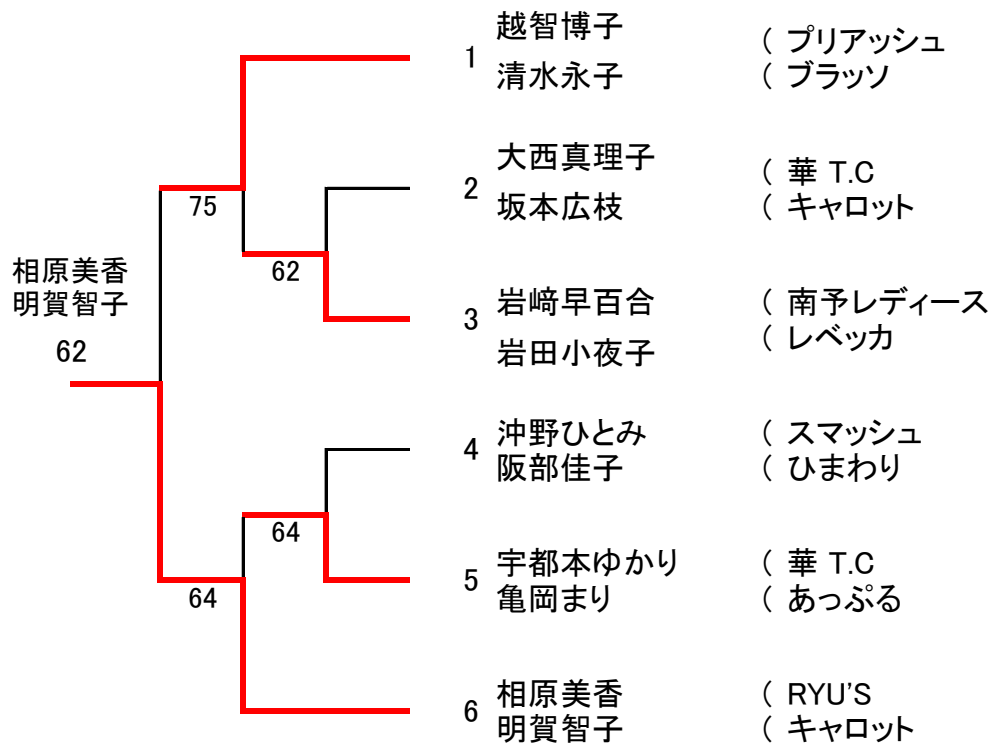 1 越智博子 ( プリアッシュ
清水永子 ( ブラッソ
2 大西真理子 ( 華 T.C
坂本広枝 ( キャロット
75
62
相原美香
明賀智子
62
3 岩﨑早百合 ( 南予レディース
岩田小夜子 ( レベッカ
4 沖野ひとみ ( スマッシュ
阪部佳子 ( ひまわり
64
5 宇都本ゆかり ( 華 T.C
亀岡まり ( あっぷる
64
6 相原美香 ( RYU'S
明賀智子 ( キャロット